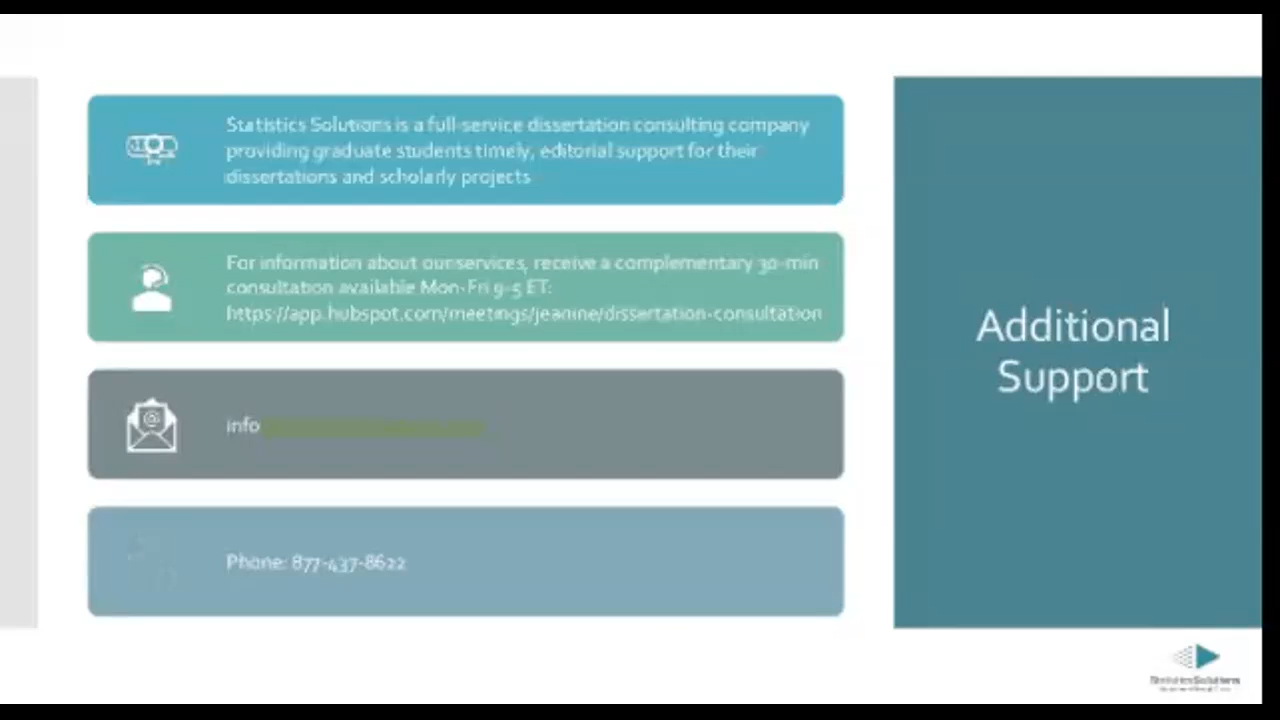 Statistics Solutions is a full-service dissertation consulting company
providing graduate students timely, editorial support for their
dissertations and scholarly projects
For information about our services, receive a complementary 30-min
consultation available Mon-Fri 9-5 ET:
https://app.hubspot.com/meetings/jeanine/dissertation-consultation
info
Phone: 877-437-8622
Additional
Support
StatisticsSolutions